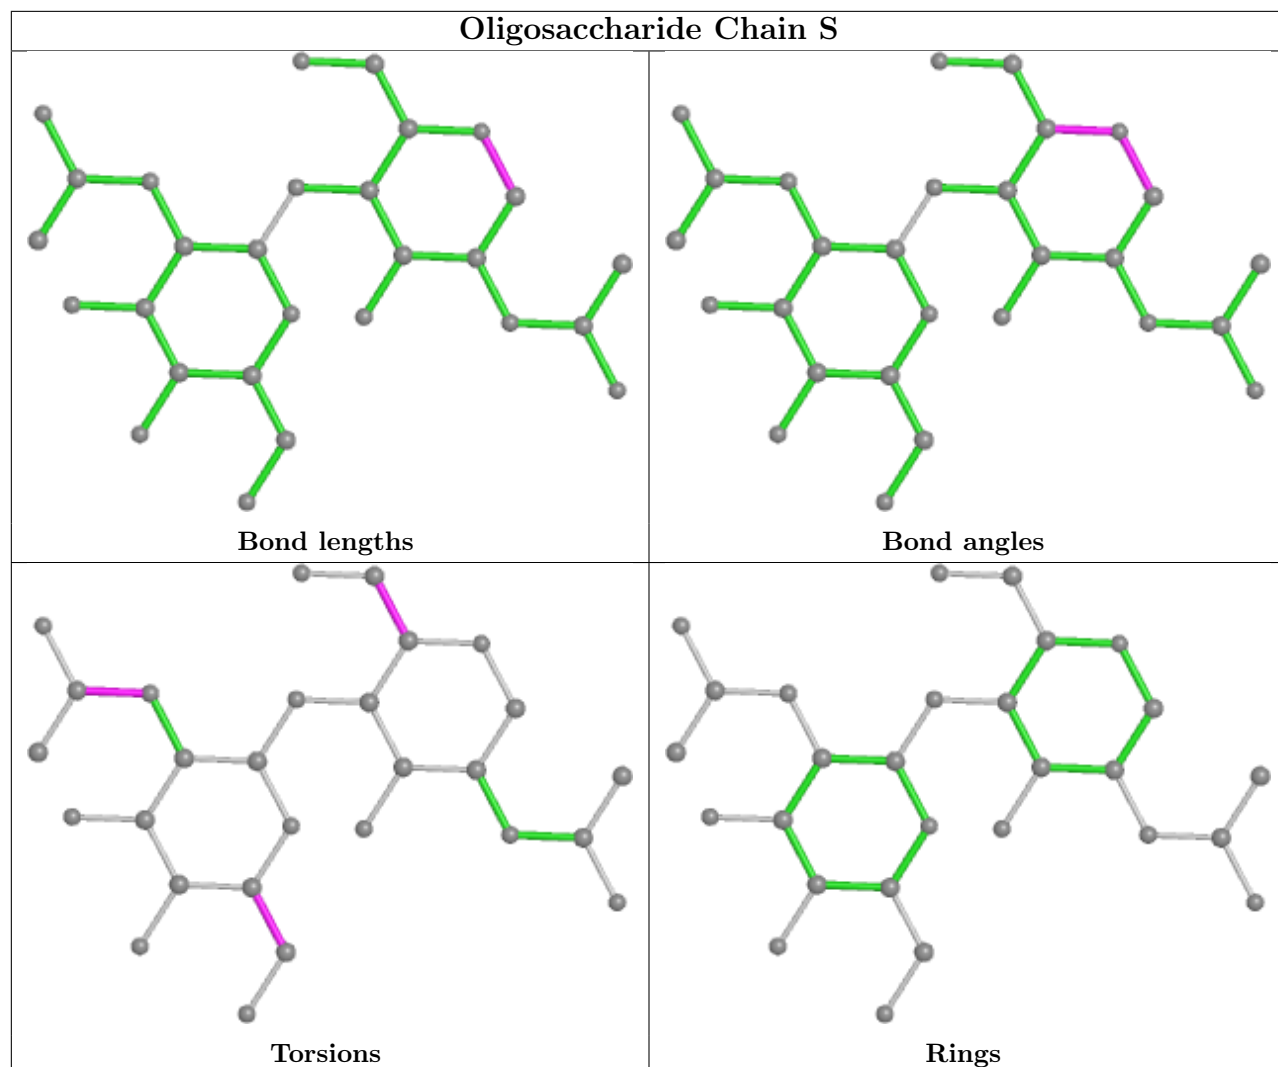 Oligosaccharide Chain S
Bond lengths
Bond angles
Torsions
Rings